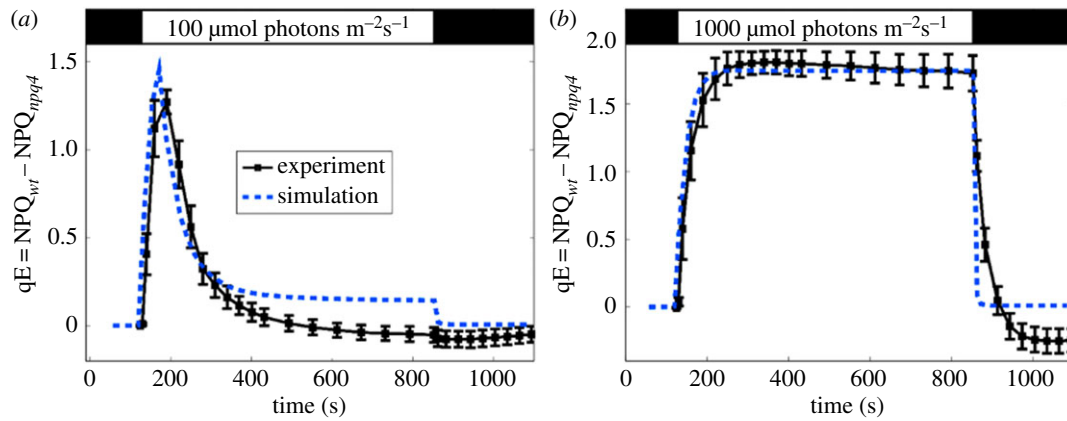 (a)
100 µmol photons m⁻²s⁻¹
qE = NPQ_wt − NPQ_npq4
1.5
1.0
0.5
0
experiment
simulation
0 200 400 600 800 1000
time (s)
(b)
1000 µmol photons m⁻²s⁻¹
qE = NPQ_wt − NPQ_npq4
2.0
1.5
1.0
0.5
0
0 200 400 600 800 1000
time (s)